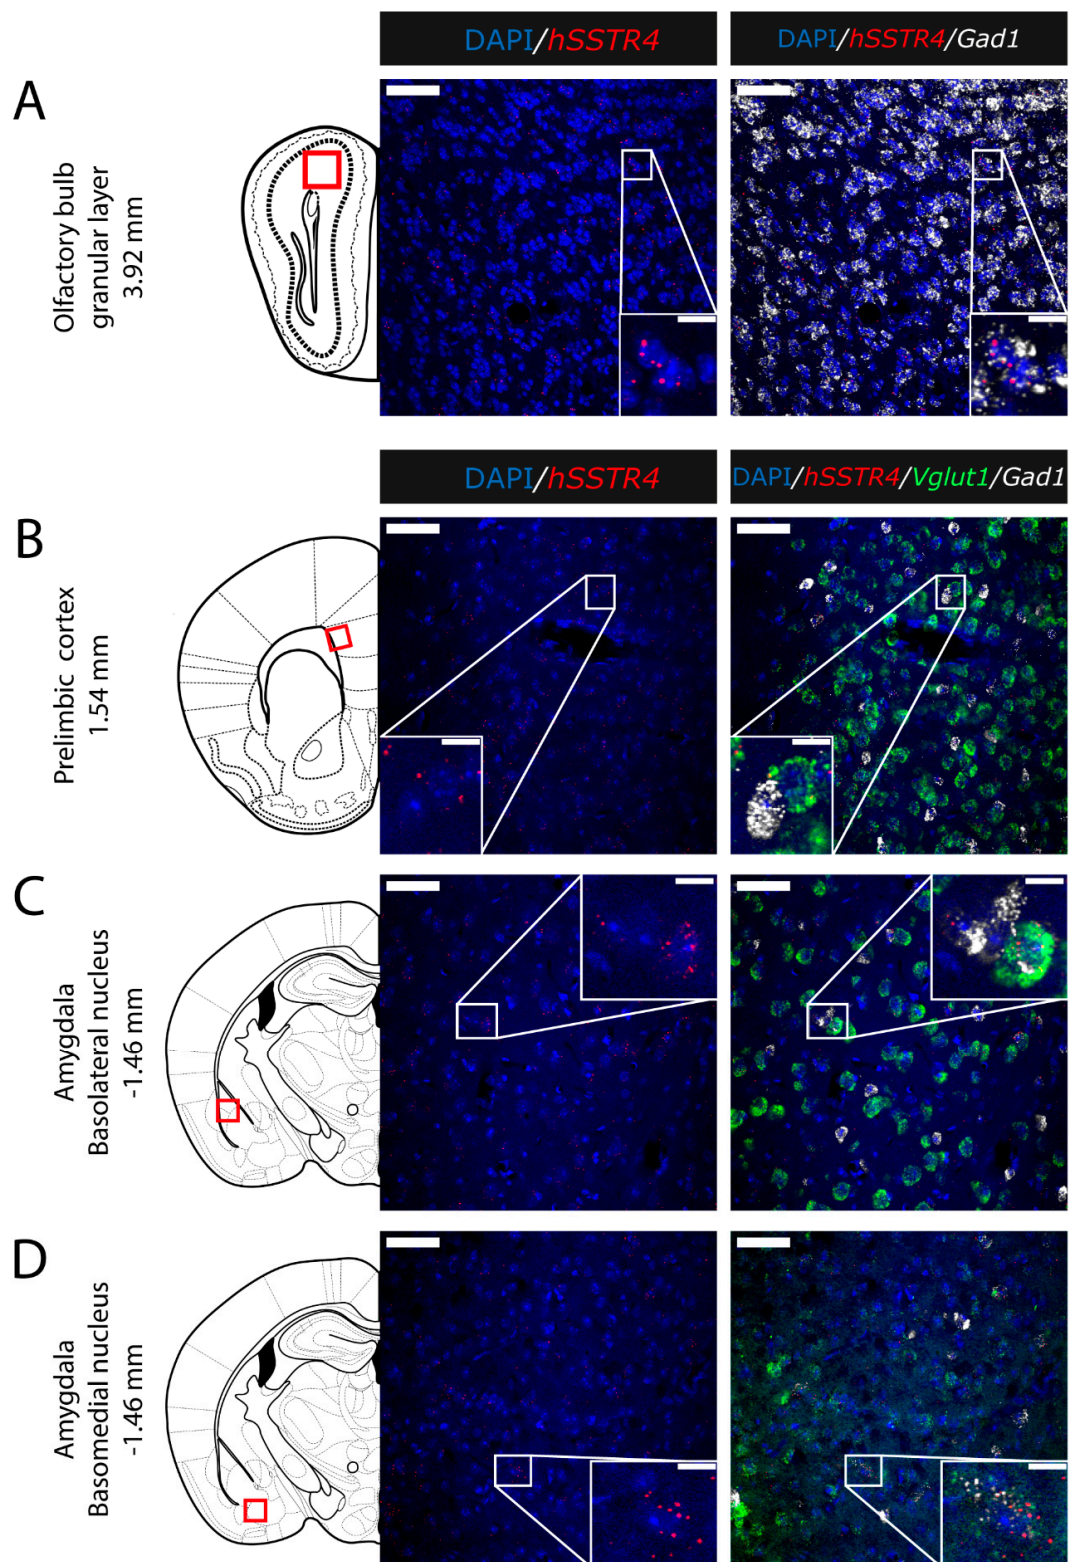 DAPI/hSSTR4
DAPI/hSSTR4/Gad1
A
Olfactory bulb
granular layer
3.92 mm
DAPI/hSSTR4
DAPI/hSSTR4/Vglut1/Gad1
B
Prelimbic cortex
1.54 mm
C
Amygdala
Basolateral nucleus
-1.46 mm
D
Amygdala
Basomedial nucleus
-1.46 mm